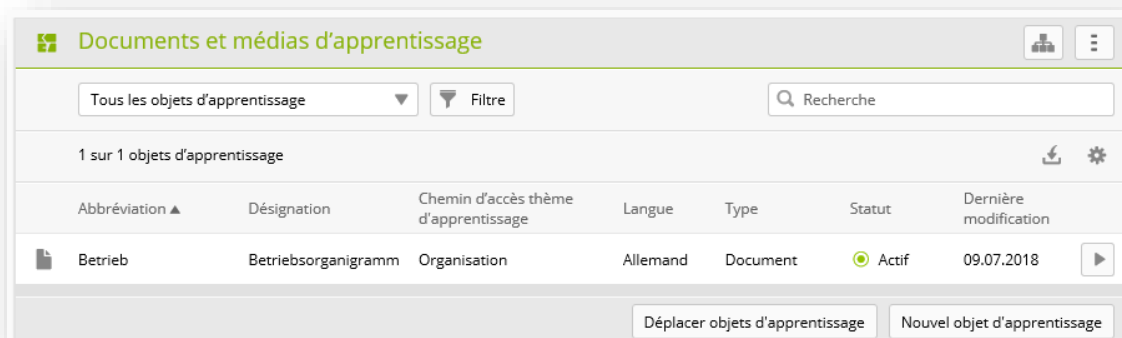 Documents et médias d’apprentissage
Tous les objets d’apprentissage
Filtre
Recherche
1 sur 1 objets d’apprentissage
Abbréviation ▲ Désignation Chemin d’accès thème d'apprentissage Langue Type Statut Dernière modification
Betrieb Betriebsorganigramm Organisation Allemand Document Actif 09.07.2018
Déplacer objets d'apprentissage Nouvel objet d'apprentissage